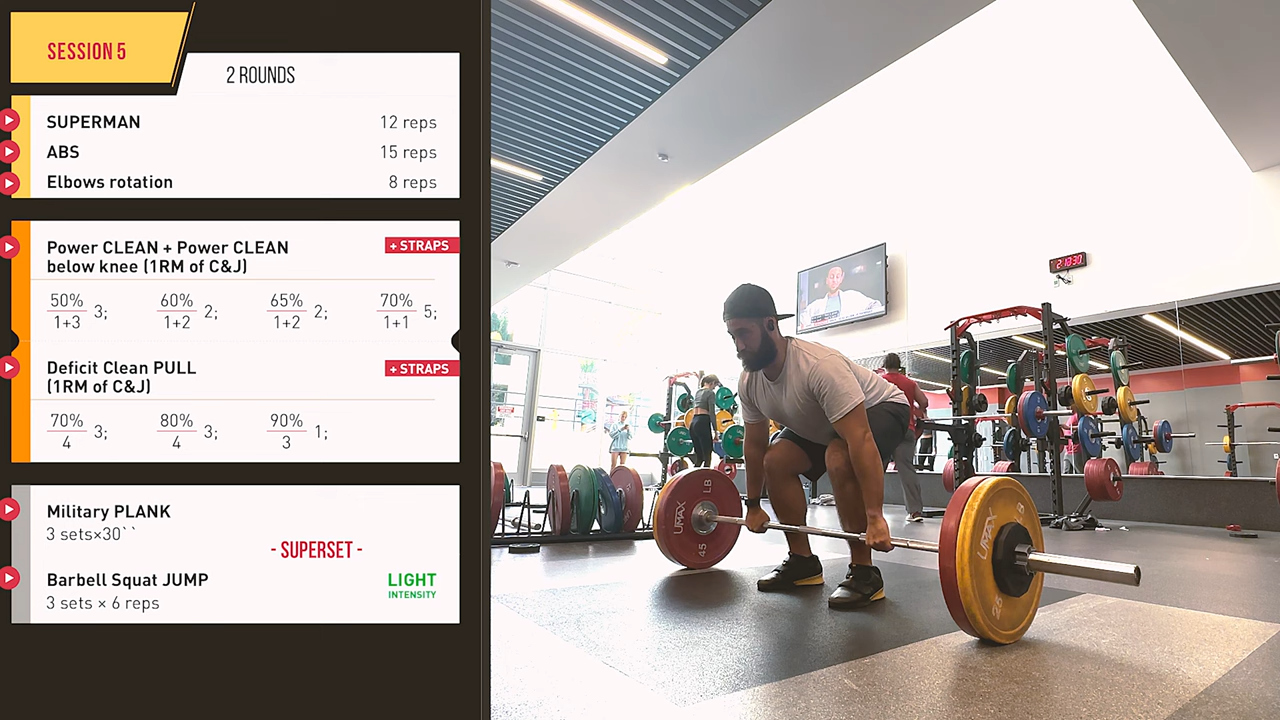 SESSION 5
2 ROUNDS
SUPERMAN 12 reps
ABS 15 reps
Elbows rotation 8 reps
Power CLEAN + Power CLEAN
below knee (1RM of C&J)
+ STRAPS
50% 60% 65% 70%
1+3 3; 1+2 2; 1+2 2; 1+1 5;
Deficit Clean PULL
(1RM of C&J)
+ STRAPS
70% 80% 90%
4 3; 4 3; 3 1;
Military PLANK
3 sets×30``
- SUPERSET -
Barbell Squat JUMP
3 sets × 6 reps
LIGHT
INTENSITY
UMAX
LB
45
UMAX